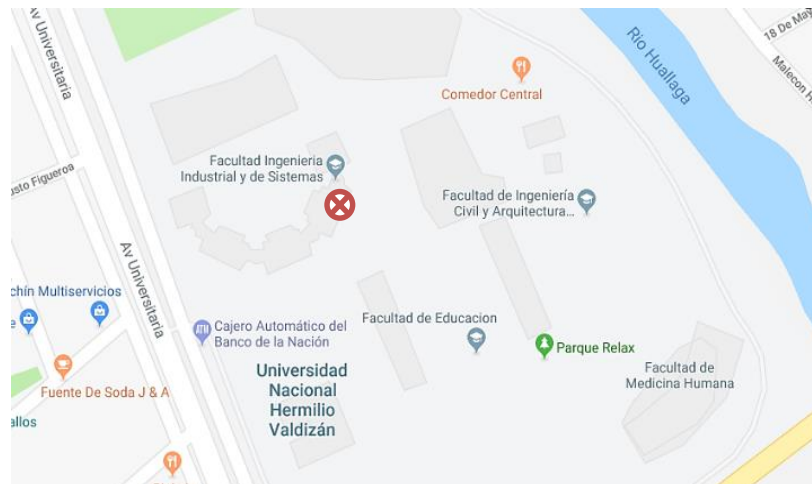 Av Universitaria
Rio Huallaga
18 De May
Malecon H
Comedor Central
Facultad Ingenieria
Industrial y de Sistemas
usto Figueroa
Facultad de Ingeniería
Civil y Arquitectura...
Av Universitaria
chín Multiservicios
e
ATM
Cajero Automático del
Banco de la Nación
Facultad de Educacion
Parque Relax
Universidad
Nacional
Hermilio
Valdizán
Facultad de
Medicina Humana
Fuente De Soda J & A
allos